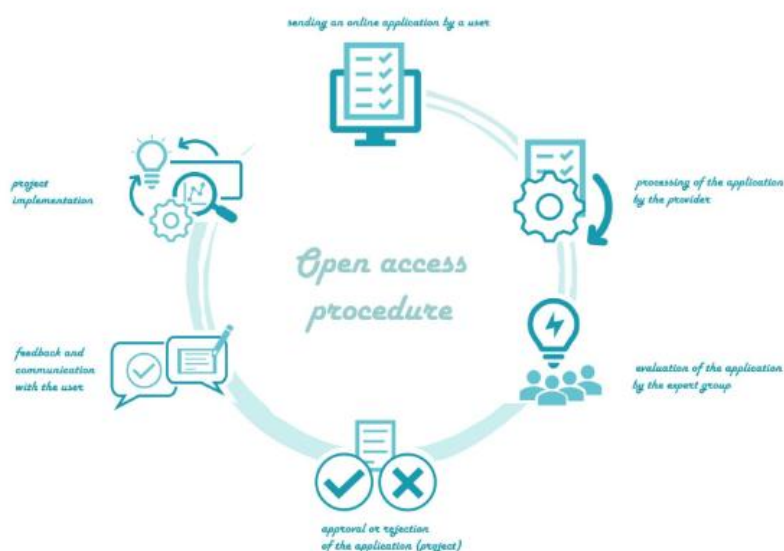 sending an online application by a user
processing of the application
by the provider
evaluation of the application
by the expert group
approval or rejection
of the application (project)
feedback and
communication
with the user
project
implementation
Open access
procedure